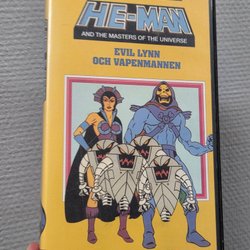 HE-MAN
AND THE MASTERS OF THE UNIVERSE
EVIL LYNN
OCH VAPENMANNEN